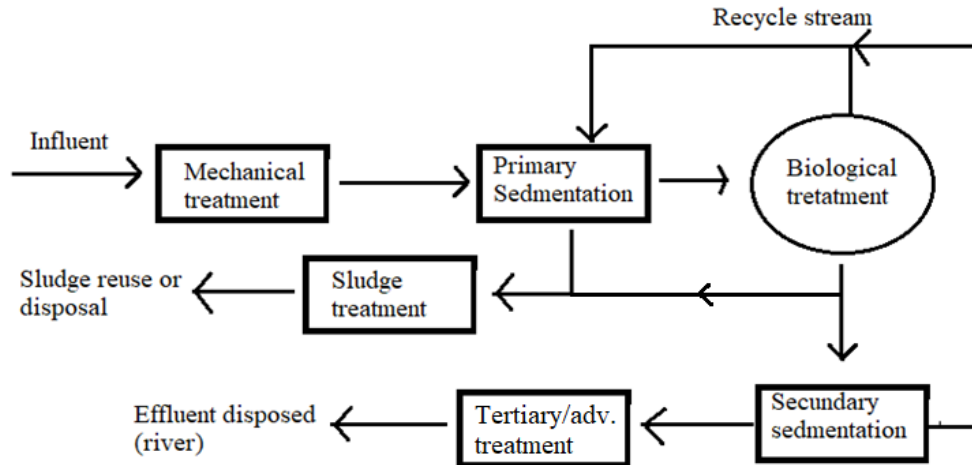 Recycle stream
Influent
Mechanical
treatment
Primary
Sedmentation
Biological
tretatment
Sludge reuse or
disposal
Sludge
treatment
Effluent disposed
(river)
Tertiary/adv.
treatment
Secundary
sedmentation